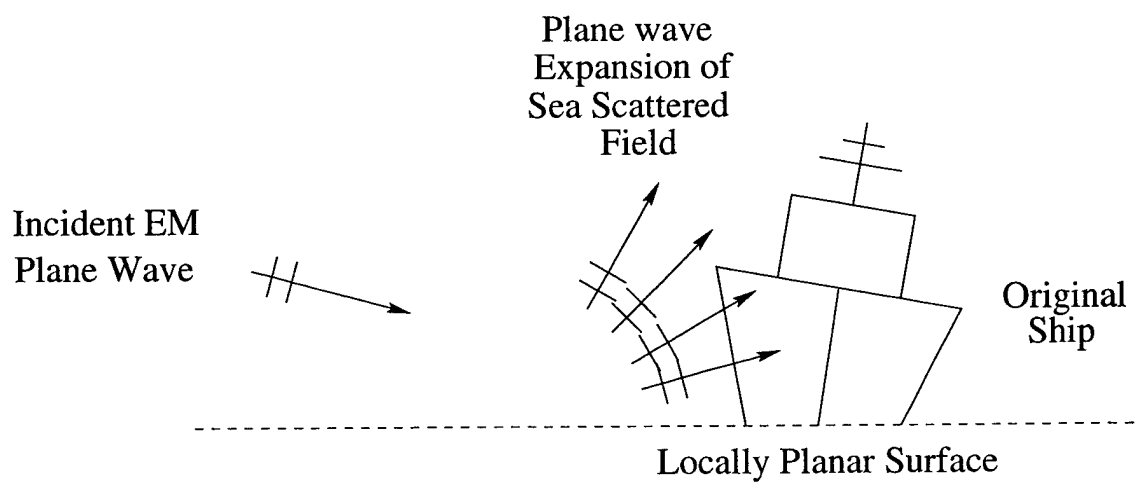 Plane wave
Expansion of
Sea Scattered
Field
Incident EM
Plane Wave
Original
Ship
Locally Planar Surface